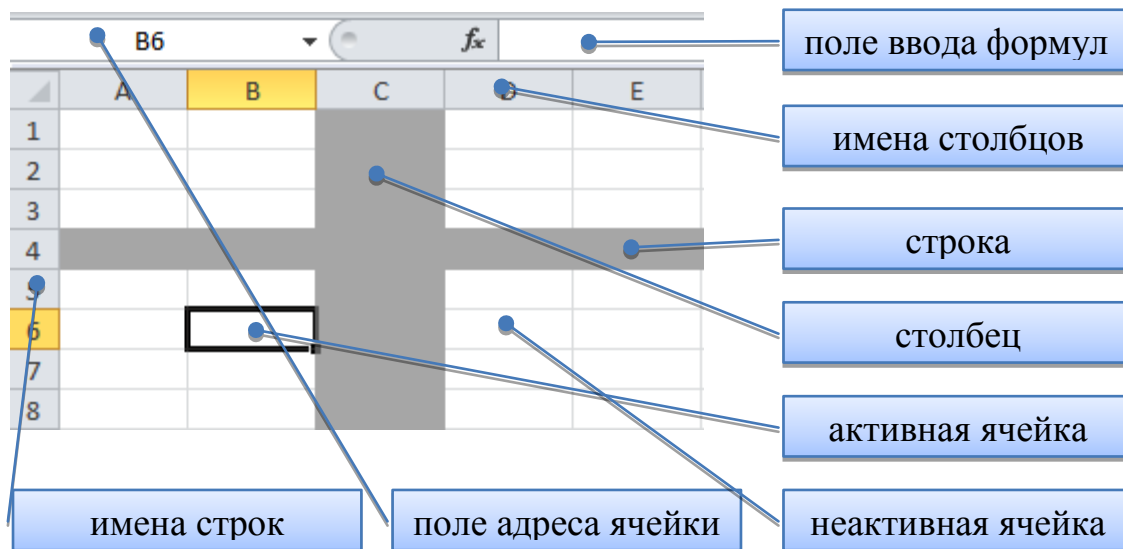 B6 fx поле ввода формул
A B C D E
имена столбцов
1
2
3
4 строка
5
6 столбец
7
8 активная ячейка
имена строк поле адреса ячейки неактивная ячейка